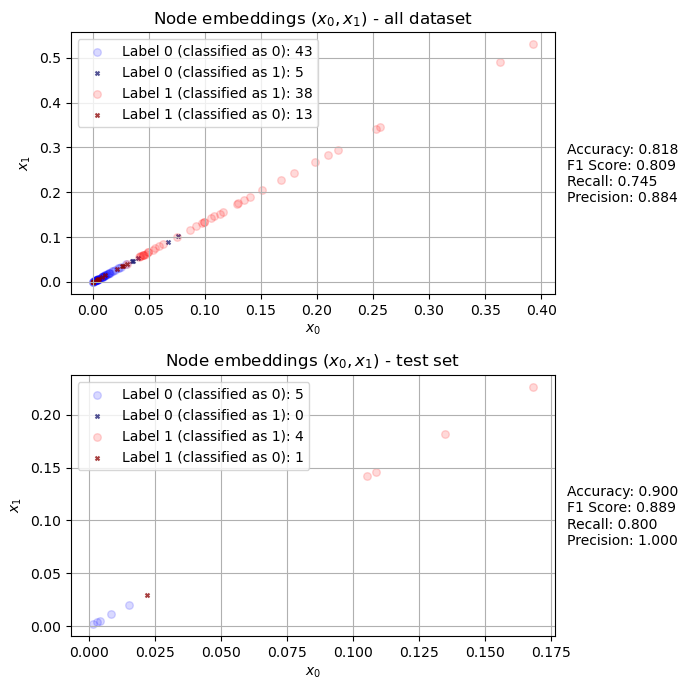 Node embeddings (x₀, x₁) - all dataset
Label 0 (classified as 0): 43
Label 0 (classified as 1): 5
Label 1 (classified as 1): 38
Label 1 (classified as 0): 13
0.5
0.4
0.3
0.2
0.1
0.0
x₁
0.00 0.05 0.10 0.15 0.20 0.25 0.30 0.35 0.40
x₀
Accuracy: 0.818
F1 Score: 0.809
Recall: 0.745
Precision: 0.884
Node embeddings (x₀, x₁) - test set
Label 0 (classified as 0): 5
Label 0 (classified as 1): 0
Label 1 (classified as 1): 4
Label 1 (classified as 0): 1
0.20
0.15
0.10
0.05
0.00
x₁
0.000 0.025 0.050 0.075 0.100 0.125 0.150 0.175
x₀
Accuracy: 0.900
F1 Score: 0.889
Recall: 0.800
Precision: 1.000